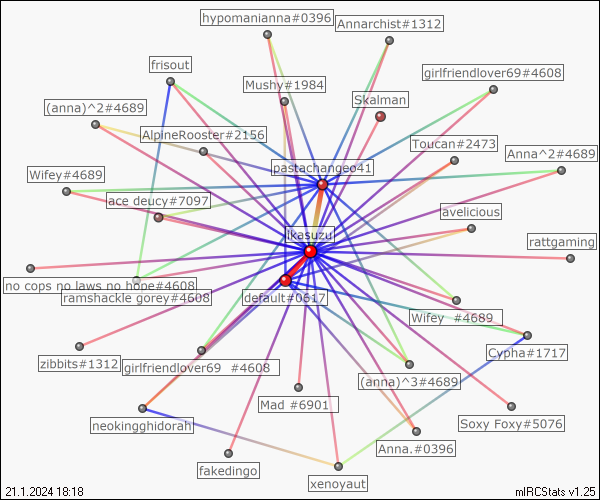 hypomanianna#0396
Annarchist#1312
frisout
girlfriendlover69#4608
Mushy#1984
Skalman
(anna)^2#4689
AlpineRooster#2156
Toucan#2473
Anna^2#4689
pastachangeo41
Wifey#4689
ace deucy#7097
avelicious
ikasuzu
rattgaming
no cops no laws no hope#4608
ramshackle gorey#4608
default#0617
Wifey #4689
zibbits#1312
girlfriendlover69 #4608
Cypha#1717
(anna)^3#4689
Mad #6901
neokingghidorah
Soxy Foxy#5076
Anna.#0396
fakedingo
xenoyaut
21.1.2024 18:18
mIRCStats v1.25